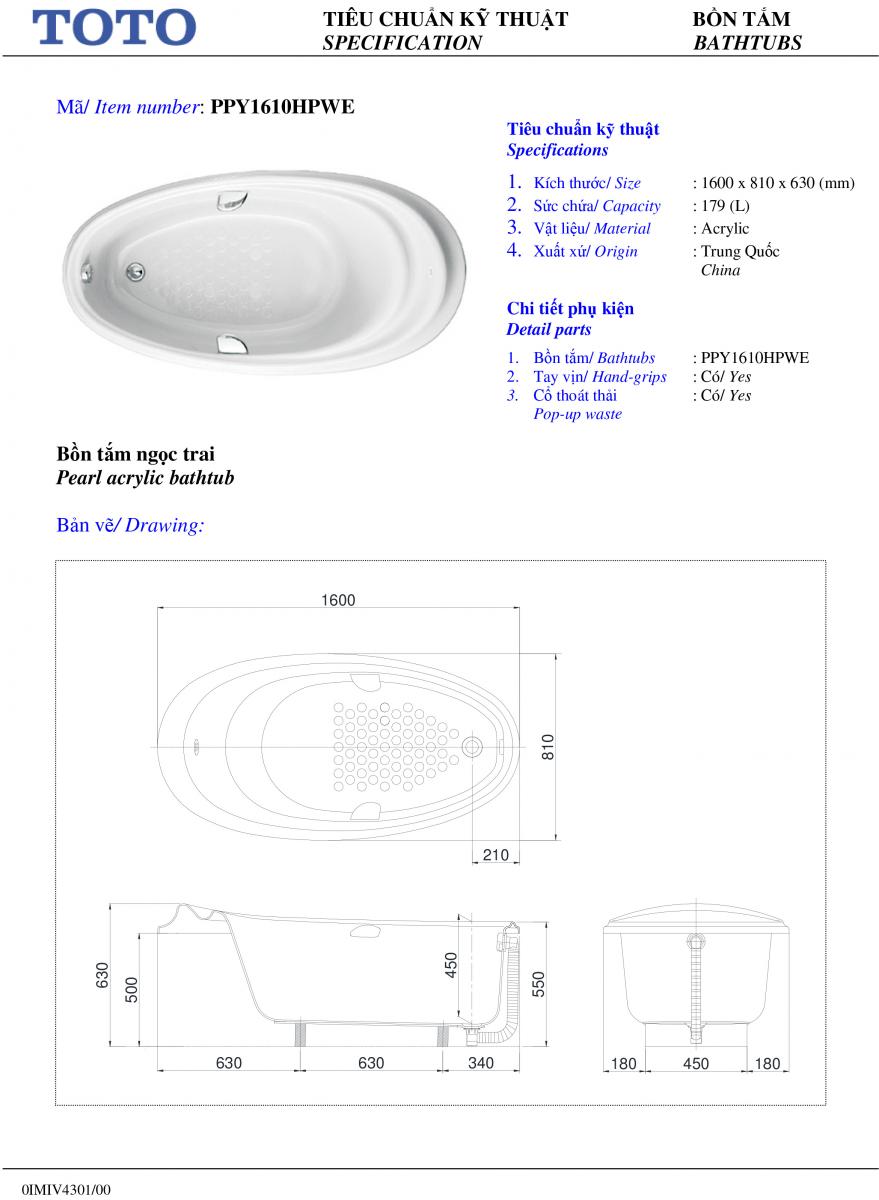 TOTO
TIÊU CHUẨN KỸ THUẬT
SPECIFICATION
BỒN TẮM
BATHTUBS
Mã/ Item number: PPY1610HPWE
Tiêu chuẩn kỹ thuật
Specifications
1. Kích thước/ Size : 1600 x 810 x 630 (mm)
2. Sức chứa/ Capacity : 179 (L)
3. Vật liệu/ Material : Acrylic
4. Xuất xứ/ Origin : Trung Quốc
China
Chi tiết phụ kiện
Detail parts
1. Bồn tắm/ Bathtubs : PPY1610HPWE
2. Tay vịn/ Hand-grips : Có/ Yes
3. Cổ thoát thải : Có/ Yes
Pop-up waste
Bồn tắm ngọc trai
Pearl acrylic bathtub
Bản vẽ/ Drawing:
1600
810
210
630
500
450
550
630 630 340
180 450 180
0IMIV4301/00